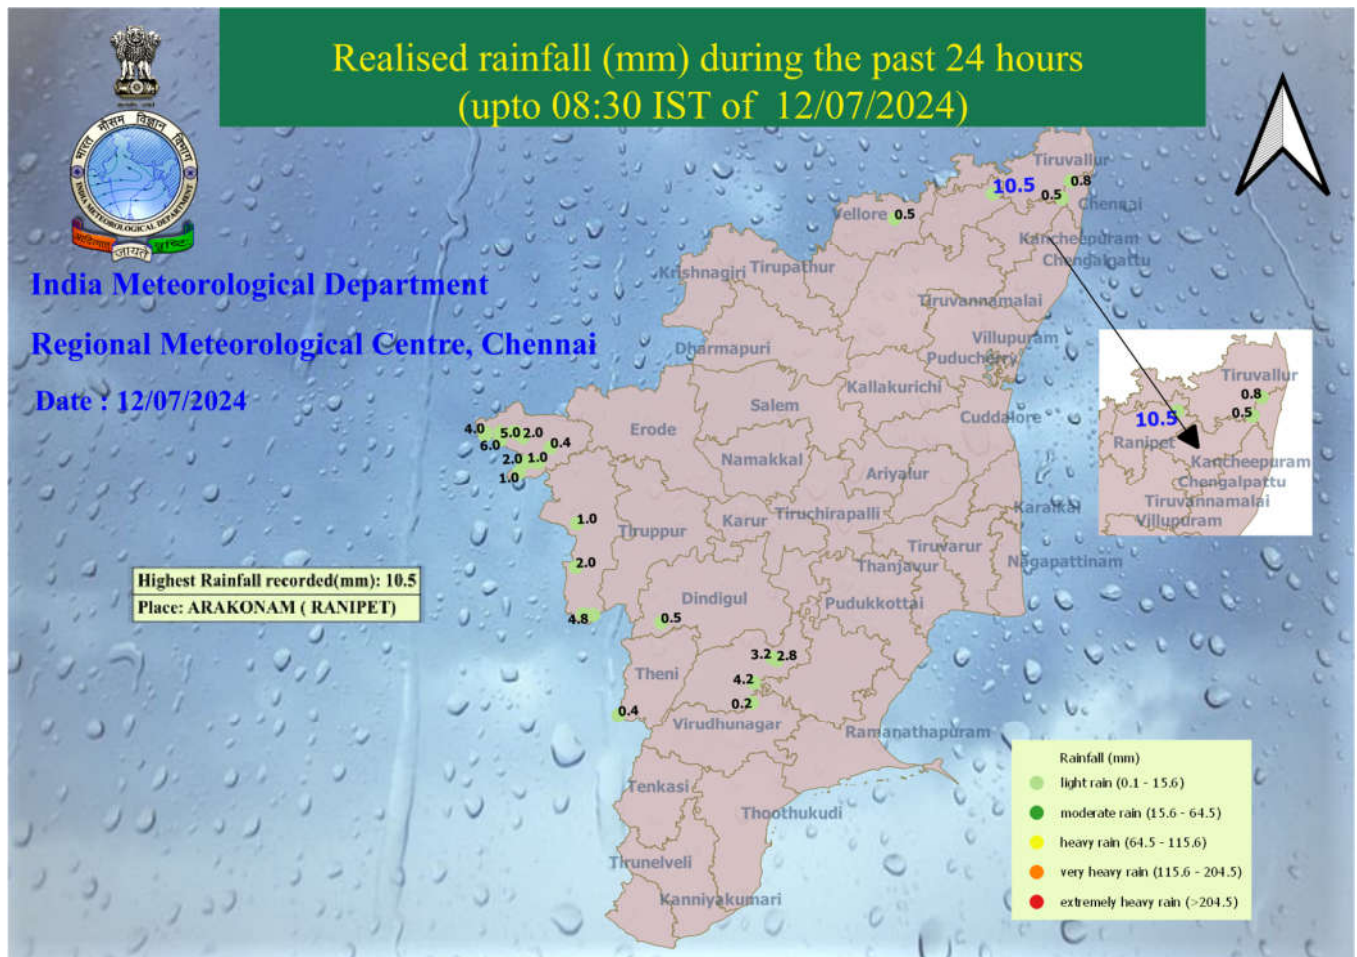 Realised rainfall (mm) during the past 24 hours
(upto 08:30 IST of 12/07/2024)
भारत मौसम विज्ञान विभाग
INDIA METEOROLOGICAL DEPARTMENT
जायते
India Meteorological Department
Regional Meteorological Centre, Chennai
Date : 12/07/2024
Tiruvallur
10.5
0.8
0.5
Chennai
Vellore
0.5
Kancheepuram
Chengalpattu
Krishnagiri
Tirupathur
Tiruvannamalai
Villupuram
Puducherry
Dharmapuri
Kallakurichi
Salem
Cuddalore
Erode
4.0
5.0
2.0
6.0
0.4
2.0
1.0
1.0
Namakkal
Ariyalur
1.0
Tiruppur
Karur
Tiruchirapalli
Karaikal
Tiruvarur
2.0
Thanjavur
Nagapattinam
Dindigul
Pudukkottai
4.8
0.5
3.2
2.8
Theni
4.2
0.2
0.4
Virudhunagar
Ramanathapuram
Tenkasi
Thoothukudi
Tirunelveli
Kanniyakumari
Tiruvallur
0.8
0.5
10.5
Ranipet
Kancheepuram
Chengalpattu
Tiruvannamalai
Villupuram
Highest Rainfall recorded(mm): 10.5
Place: ARAKONAM ( RANIPET)
Rainfall (mm)
light rain (0.1 - 15.6)
moderate rain (15.6 - 64.5)
heavy rain (64.5 - 115.6)
very heavy rain (115.6 - 204.5)
extremely heavy rain (>204.5)